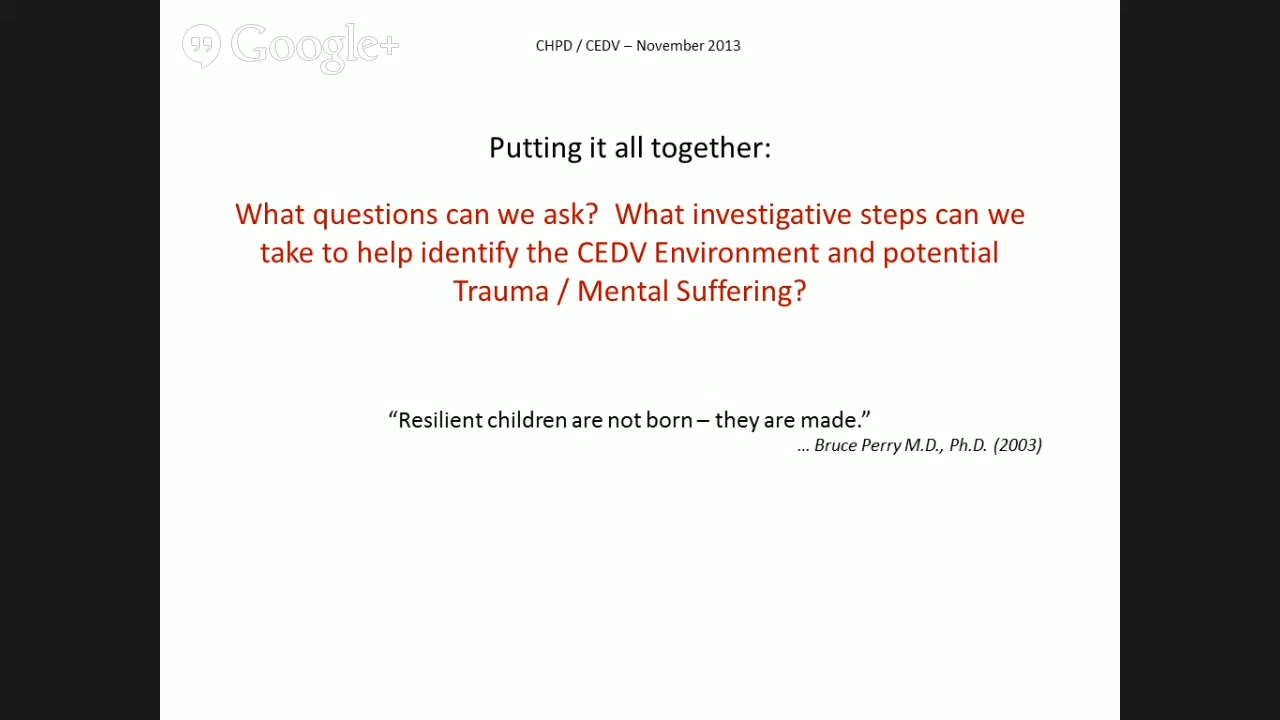 Google+
CHPD / CEDV – November 2013
Putting it all together:
What questions can we ask?  What investigative steps can we
take to help identify the CEDV Environment and potential
Trauma / Mental Suffering?
“Resilient children are not born – they are made.”
... Bruce Perry M.D., Ph.D. (2003)